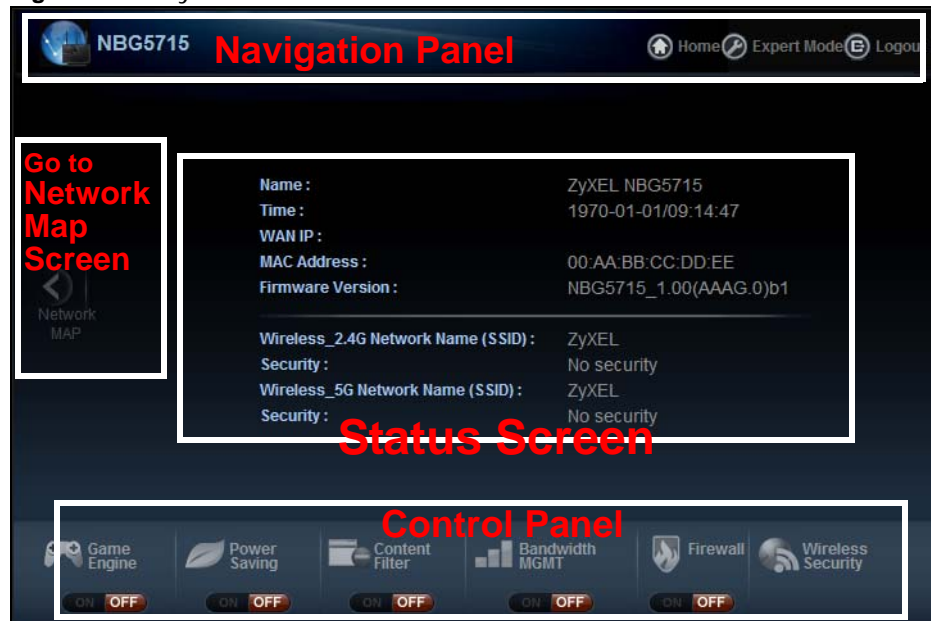 NBG5715 Navigation Panel Home Expert Mode Logou
Go to
Network
Map
Screen
Network
MAP
Name : ZyXEL NBG5715
Time : 1970-01-01/09:14:47
WAN IP :
MAC Address : 00:AA:BB:CC:DD:EE
Firmware Version : NBG5715_1.00(AAAG.0)b1
Wireless_2.4G Network Name (SSID) : ZyXEL
Security : No security
Wireless_5G Network Name (SSID) : ZyXEL
Security : No security
Status Screen
Control Panel
Game Engine
Power Saving
Content Filter
Bandwidth MGMT
Firewall
Wireless Security
ON OFF ON OFF ON OFF ON OFF ON OFF